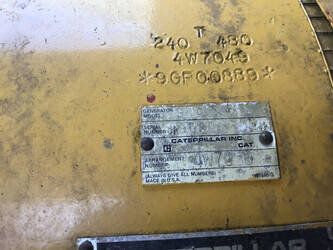 T
240 480
4W7049
*9GF00889*
GENERATOR
MODEL
SERIAL
NUMBER
CATERPILLAR INC.
CAT
ARRANGEMENT
NUMBER
(ALWAYS GIVE ALL NUMBERS)
MADE IN U.S.A.